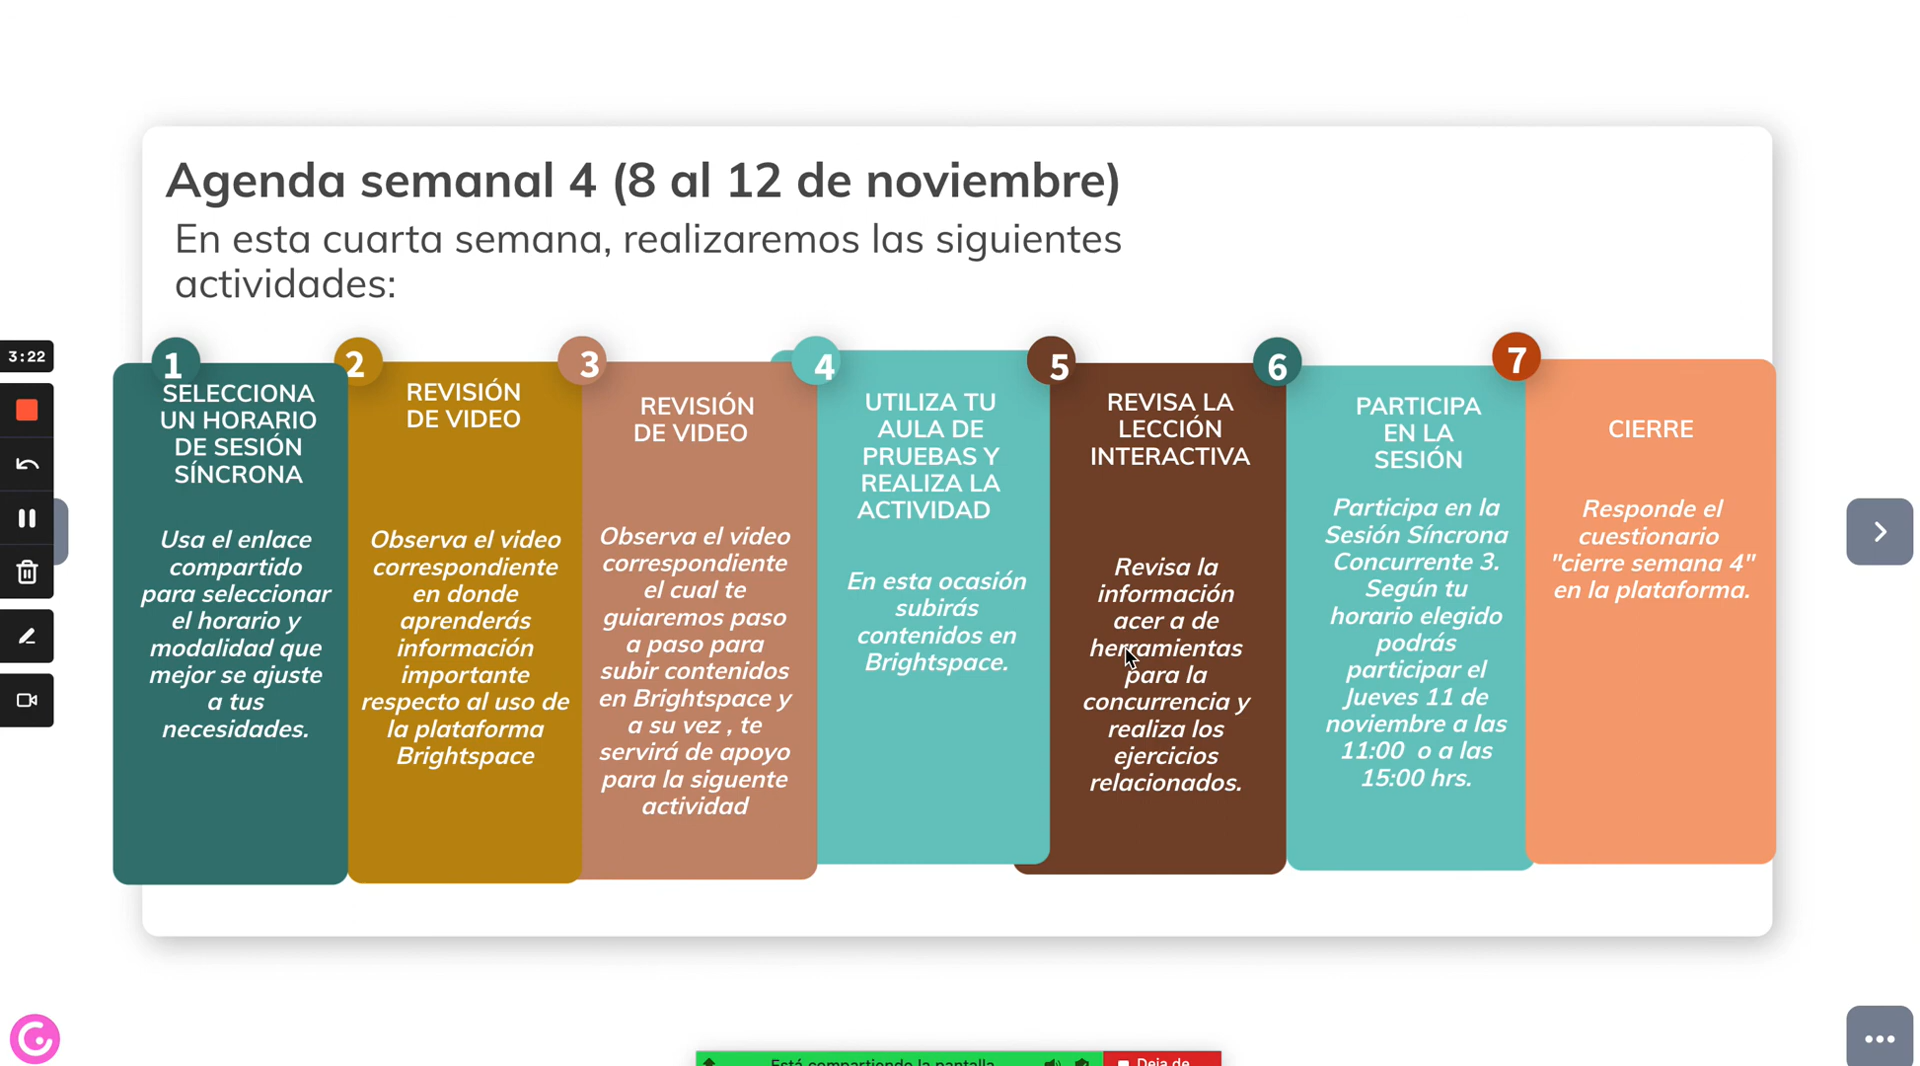 Agenda semanal 4 (8 al 12 de noviembre)
En esta cuarta semana, realizaremos las siguientes
actividades:
3:22
1
SELECCIONA
UN HORARIO
DE SESIÓN
SÍNCRONA
Usa el enlace
compartido
para seleccionar
el horario y
modalidad que
mejor se ajuste
a tus
necesidades.
2
REVISIÓN
DE VIDEO
Observa el video
correspondiente
en donde
aprenderás
información
importante
respecto al uso de
la plataforma
Brightspace
3
REVISIÓN
DE VIDEO
Observa el video
correspondiente
el cual te
guiaremos paso
a paso para
subir contenidos
en Brightspace y
a su vez , te
servirá de apoyo
para la siguente
actividad
4
UTILIZA TU
AULA DE
PRUEBAS Y
REALIZA LA
ACTIVIDAD
En esta ocasión
subirás
contenidos en
Brightspace.
5
REVISA LA
LECCIÓN
INTERACTIVA
Revisa la
información
acer a de
herramientas
para la
concurrencia y
realiza los
ejercicios
relacionados.
6
PARTICIPA
EN LA
SESIÓN
Participa en la
Sesión Síncrona
Concurrente 3.
Según tu
horario elegido
podrás
participar el
Jueves 11 de
noviembre a las
11:00 o a las
15:00 hrs.
7
CIERRE
Responde el
cuestionario
"cierre semana 4"
en la plataforma.
Está compartiendo la pantalla
Deja de